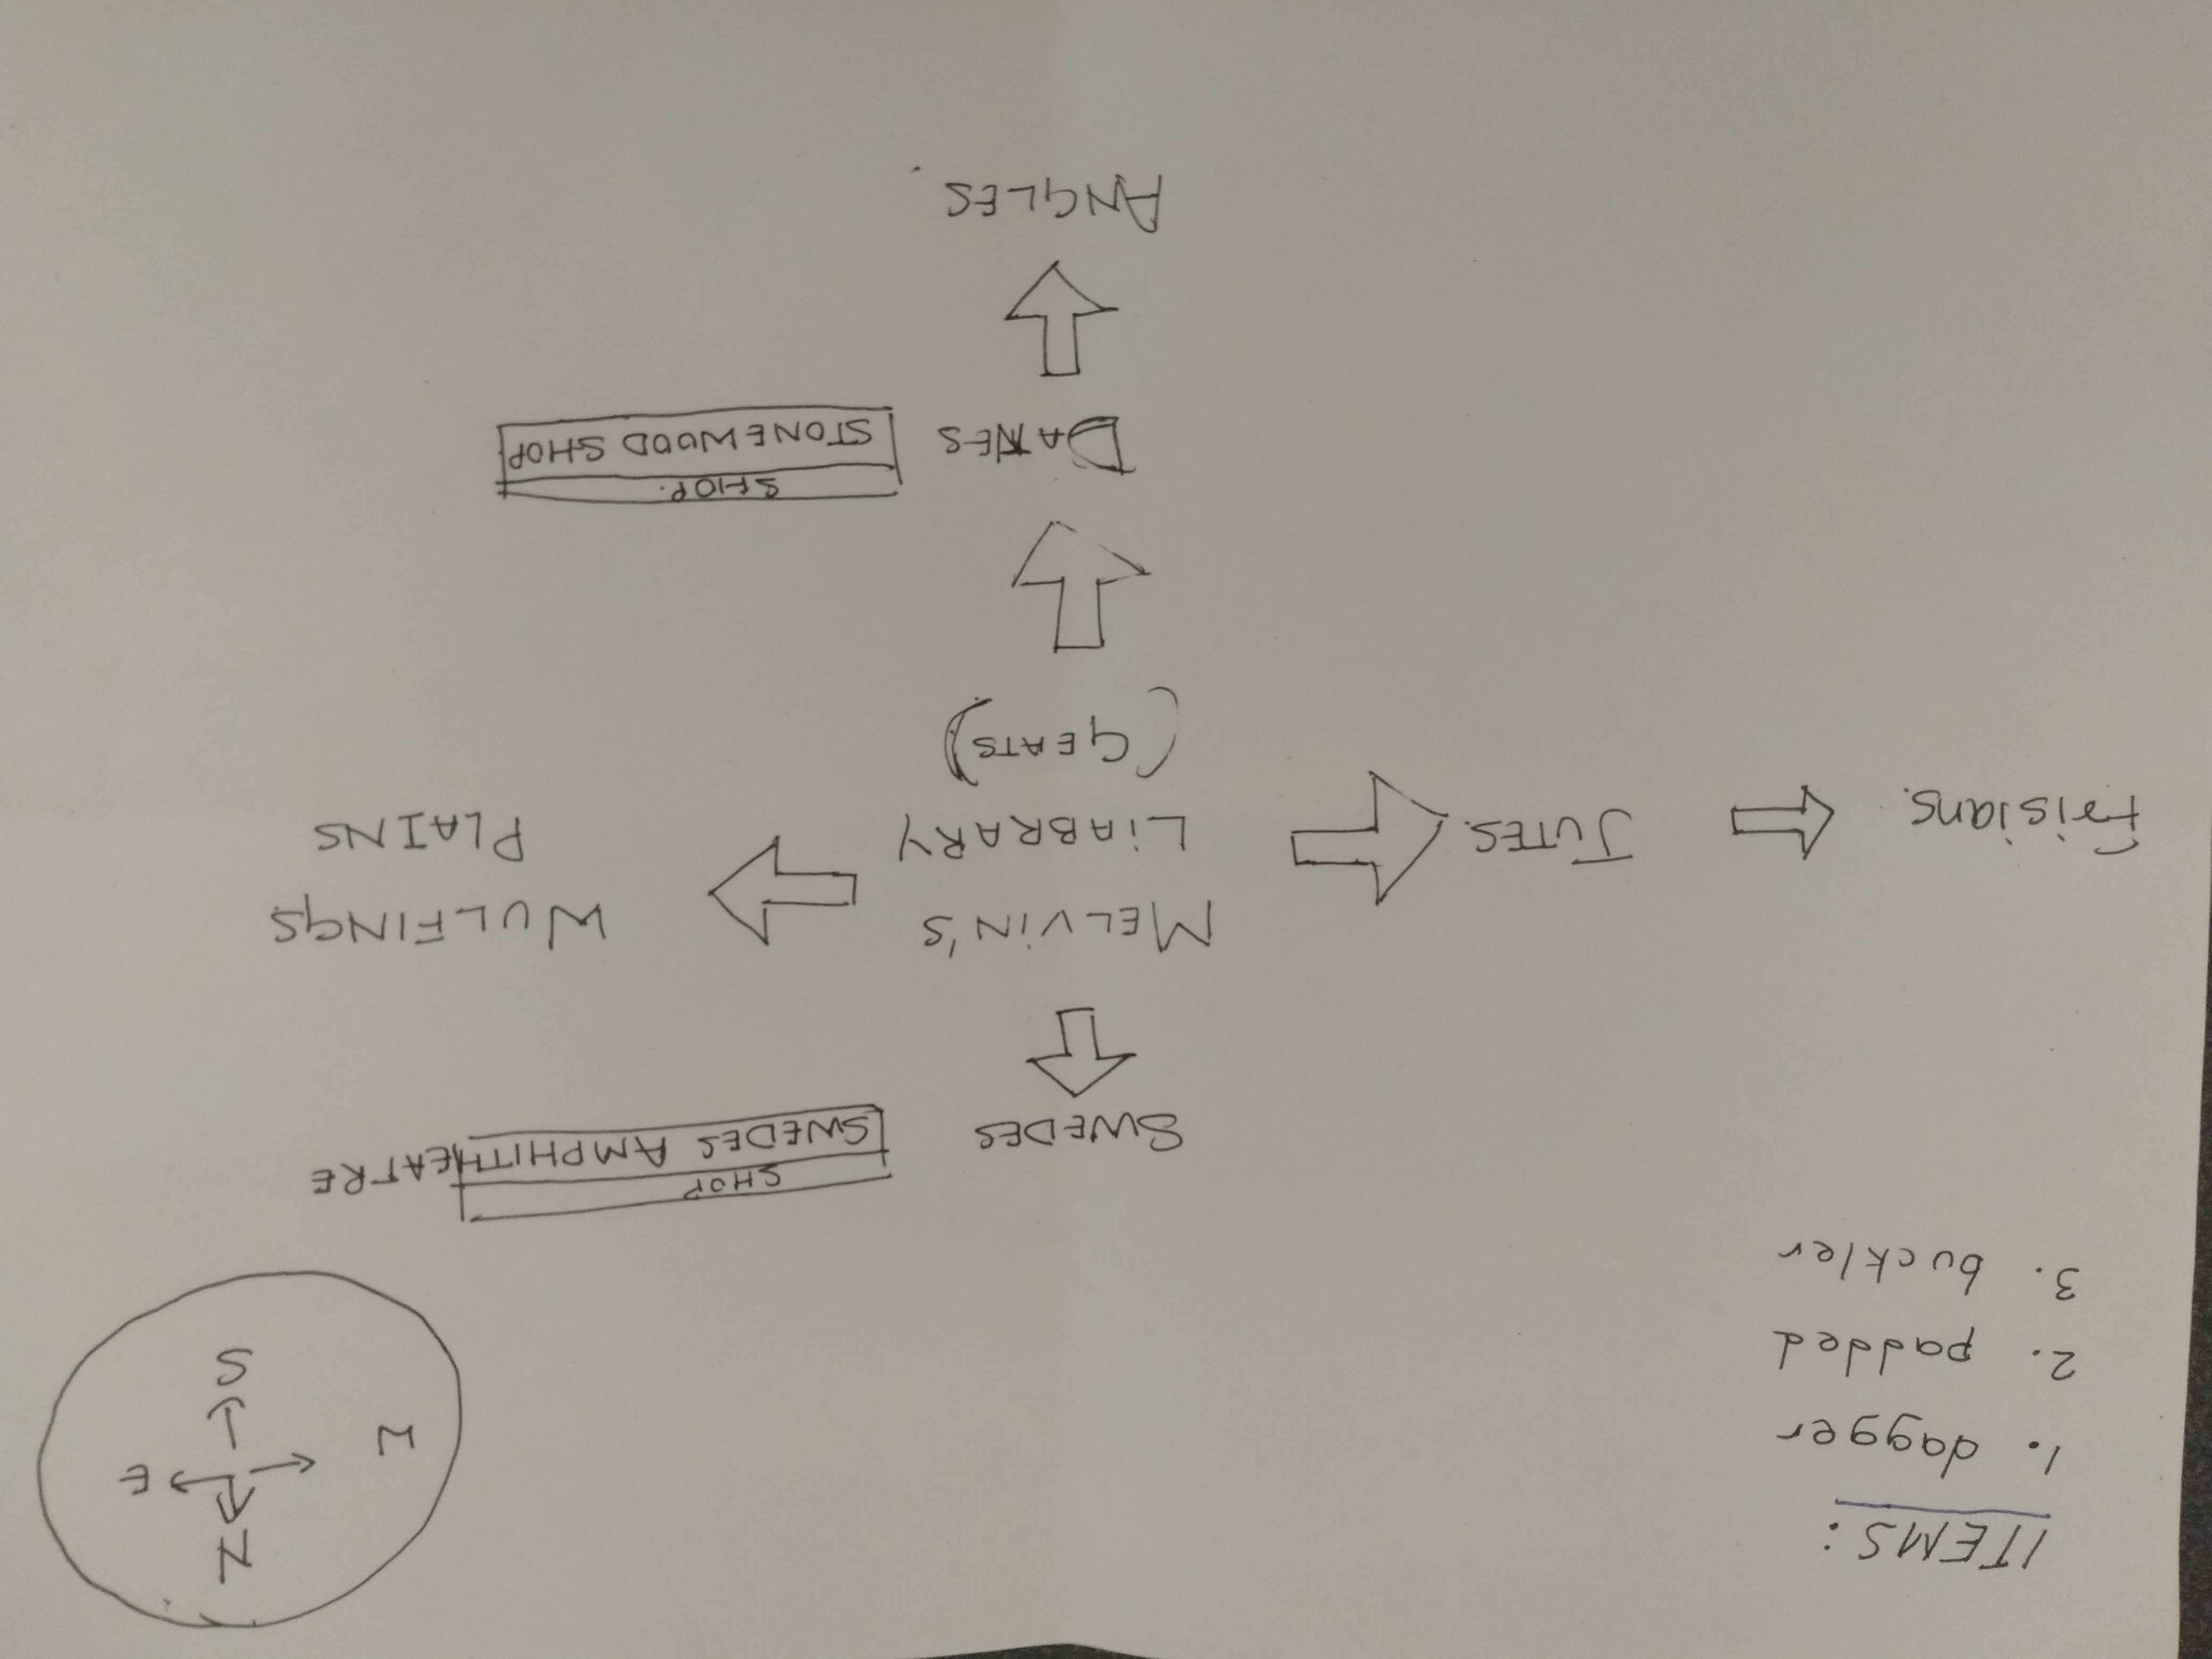 ITEMS:
1. dagger
2. padded
3. buckler
N
W
E
S
SHOP
SWEDES
SWEDES AMPHITHEATRE
MELVIN'S
LIABRARY
(GEATS)
WULFINGS
PLAINS
JUTES.
Frisians.
SHOP.
DANES
STONEWOOD SHOP
ANGLES.